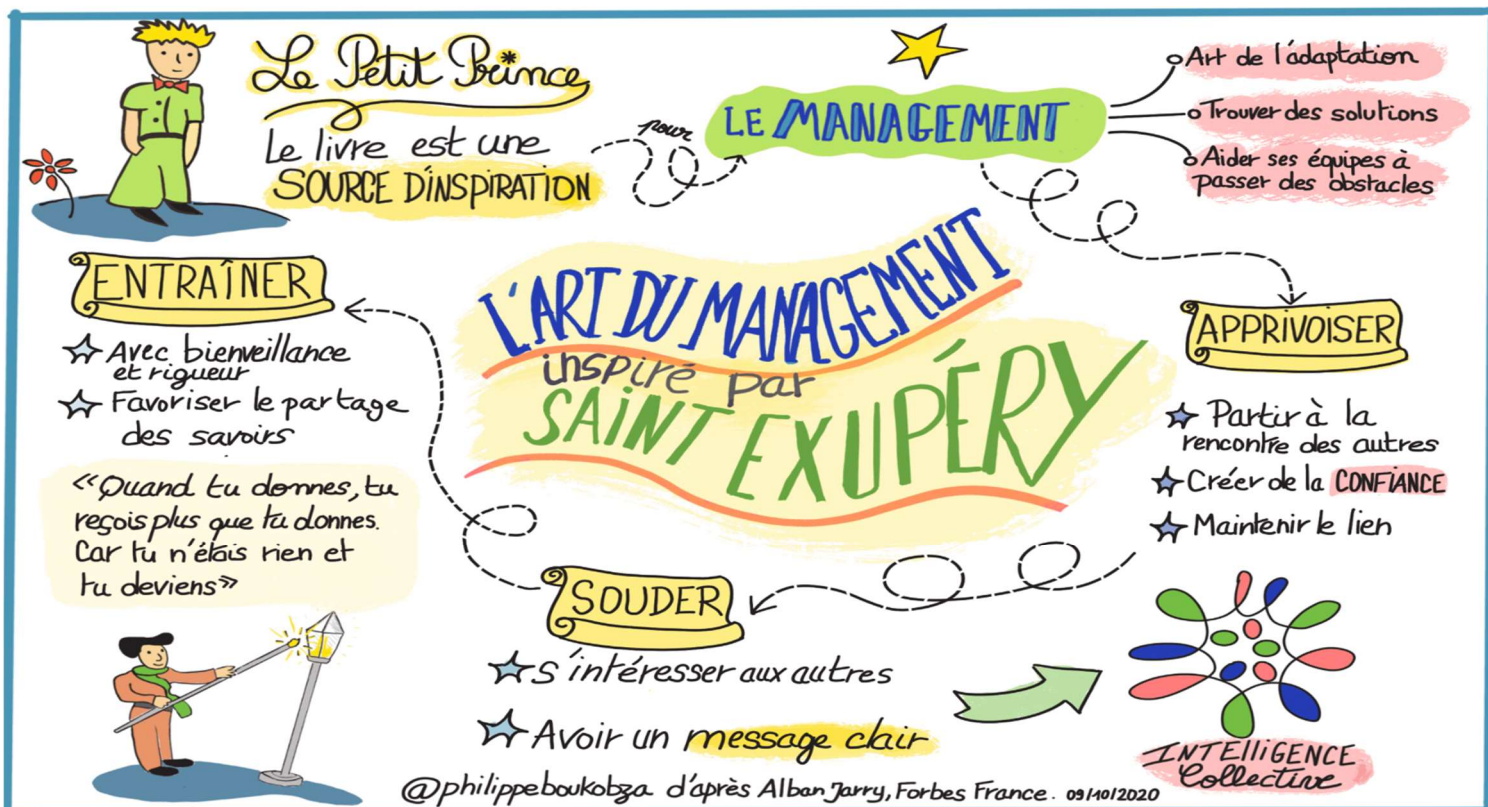 Le Petit Prince
Le livre est une
SOURCE D'INSPIRATION
pour
LE MANAGEMENT
Art de l'adaptation
Trouver des solutions
Aider ses équipes à
passer des obstacles
L'ART DU MANAGEMENT
inspiré par
SAINT EXUPÉRY
APPRIVOISER
Partir à la
rencontre des autres
Créer de la CONFIANCE
Maintenir le lien
SOUDER
S'intéresser aux autres
Avoir un message clair
INTELLIGENCE
Collective
ENTRAÎNER
Avec bienveillance
et rigueur
Favoriser le partage
des savoirs
«Quand tu donnes, tu
reçois plus que tu donnes.
Car tu n'étais rien et
tu deviens»
@philippeboukobza d'après Alban Jarry, Forbes France. 09/10/2020